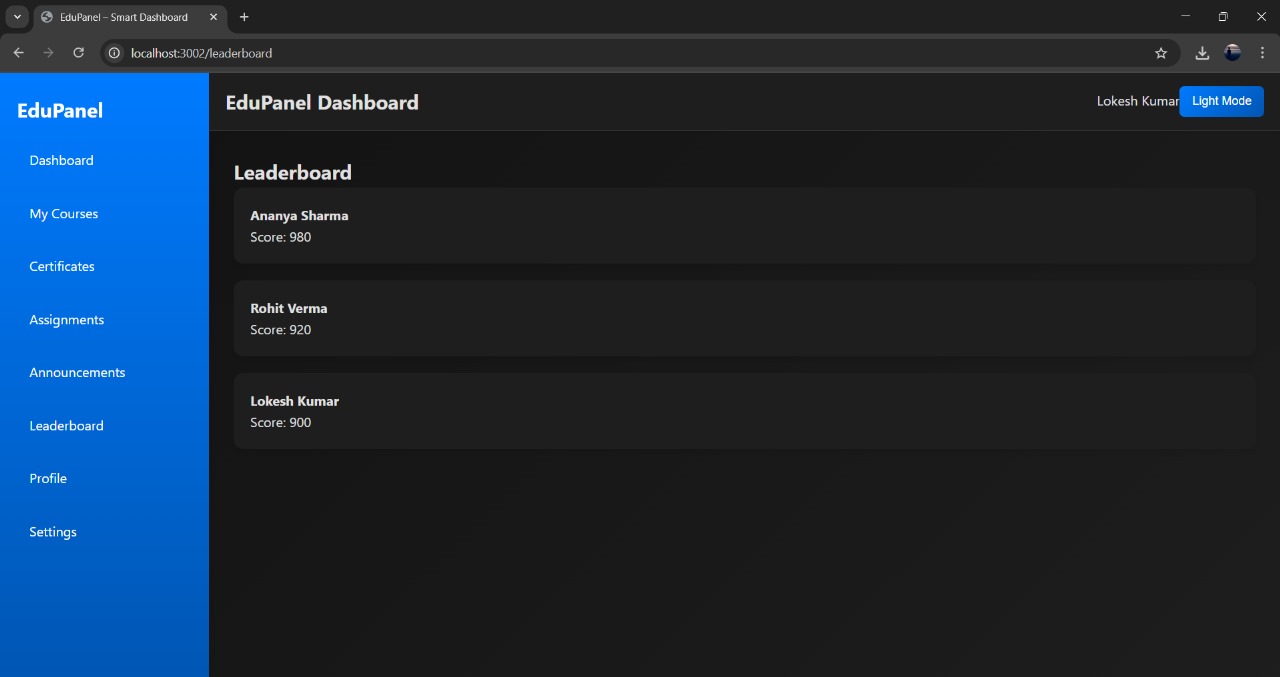 EduPanel – Smart Dashboard
localhost:3002/leaderboard
EduPanel
EduPanel Dashboard
Lokesh Kumar
Light Mode
Dashboard
My Courses
Certificates
Assignments
Announcements
Leaderboard
Profile
Settings
Leaderboard
Ananya Sharma
Score: 980
Rohit Verma
Score: 920
Lokesh Kumar
Score: 900